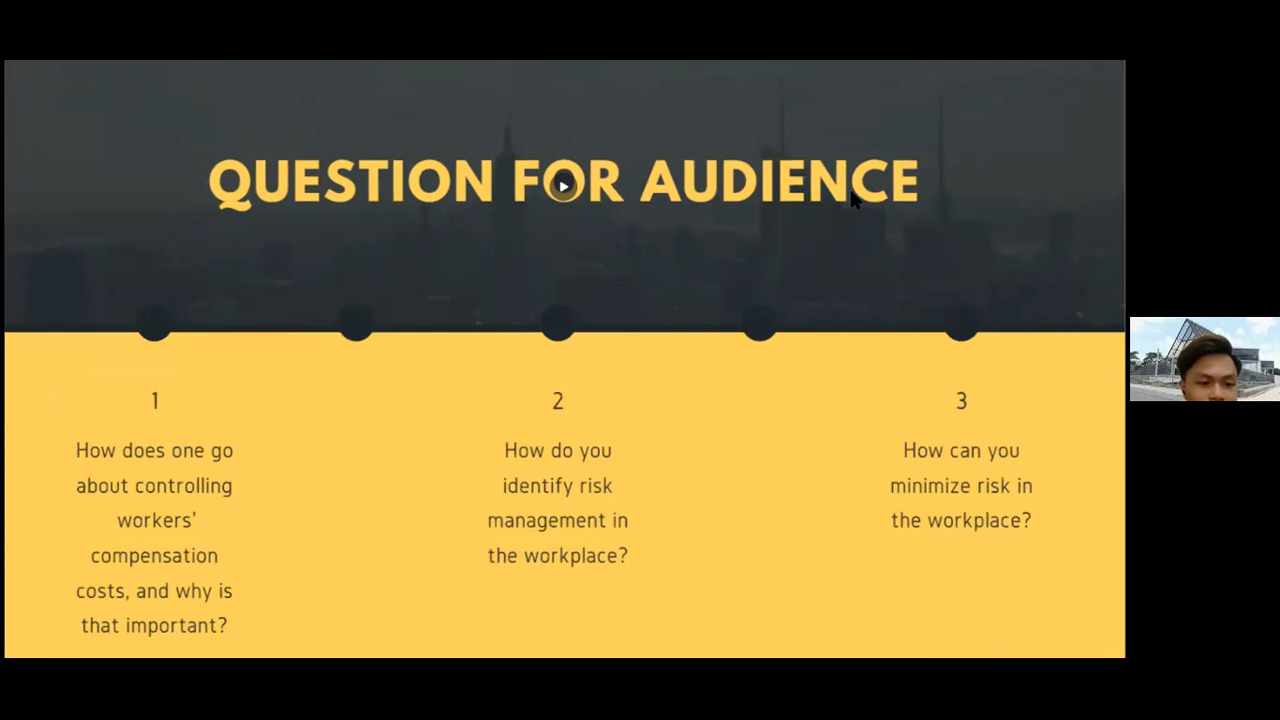 QUESTION FOR AUDIENCE
1
How does one go
about controlling
workers'
compensation
costs, and why is
that important?
2
How do you
identify risk
management in
the workplace?
3
How can you
minimize risk in
the workplace?